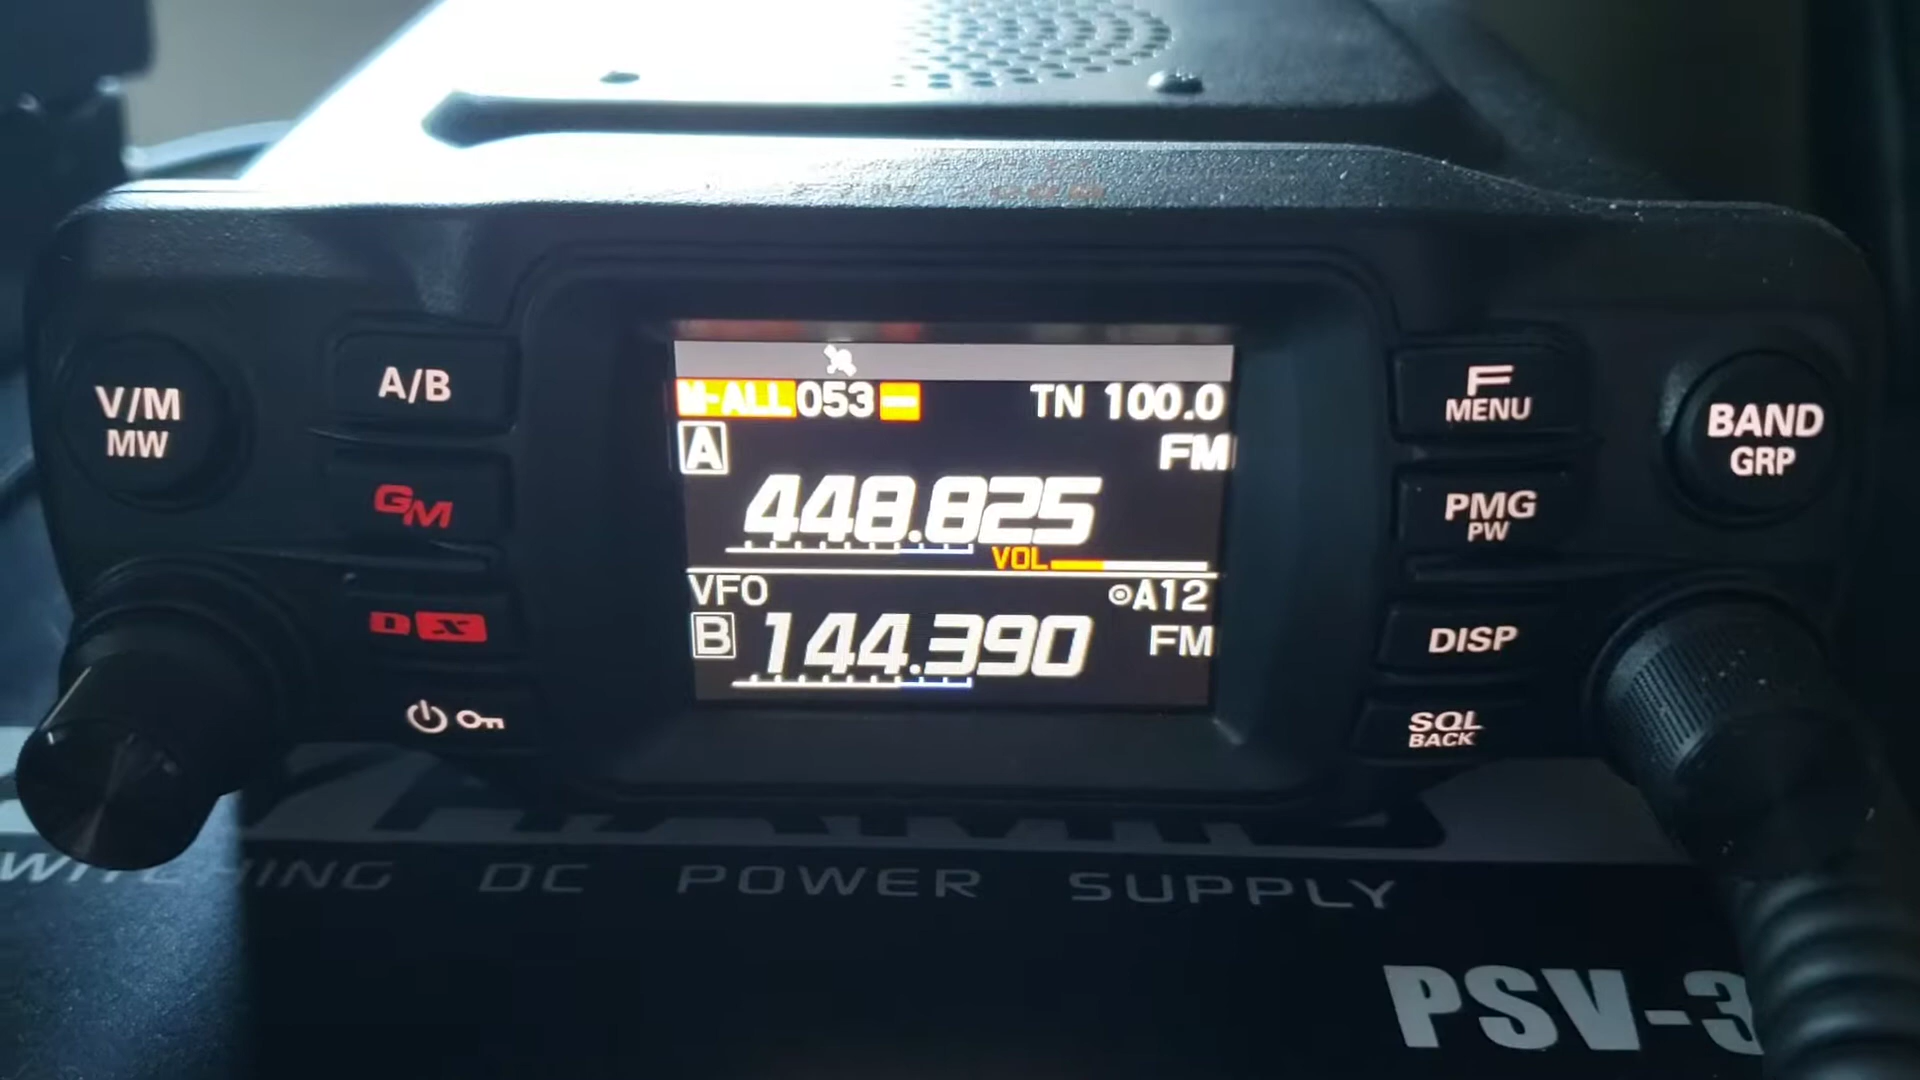 V/M
MW
A/B
GM
DX
M-ALL 053 TN 100.0
A FM
448.825
VOL
VFO A12
B 144.390 FM
F
MENU
PMG
PW
DISP
SQL
BACK
BAND
GRP
WITCHING DC POWER SUPPLY
PSV-3